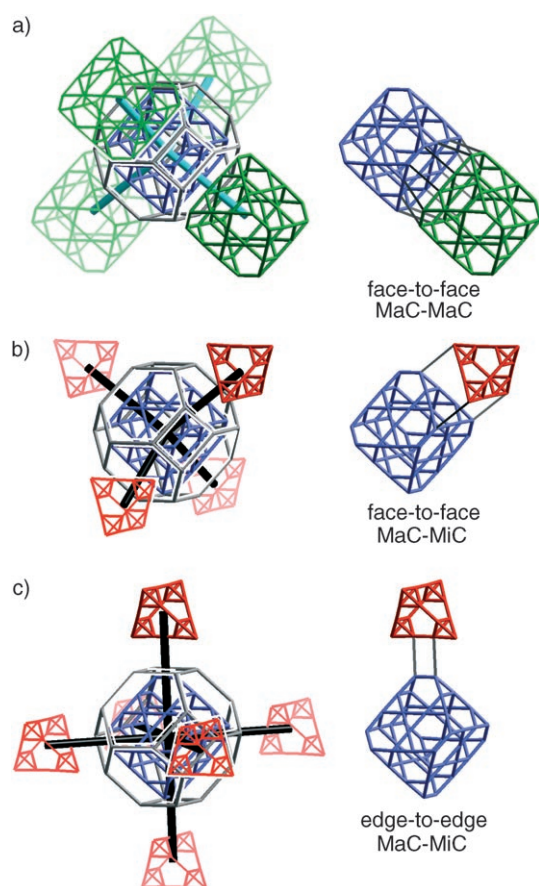 a)
face-to-face
MaC-MaC
b)
face-to-face
MaC-MiC
c)
edge-to-edge
MaC-MiC